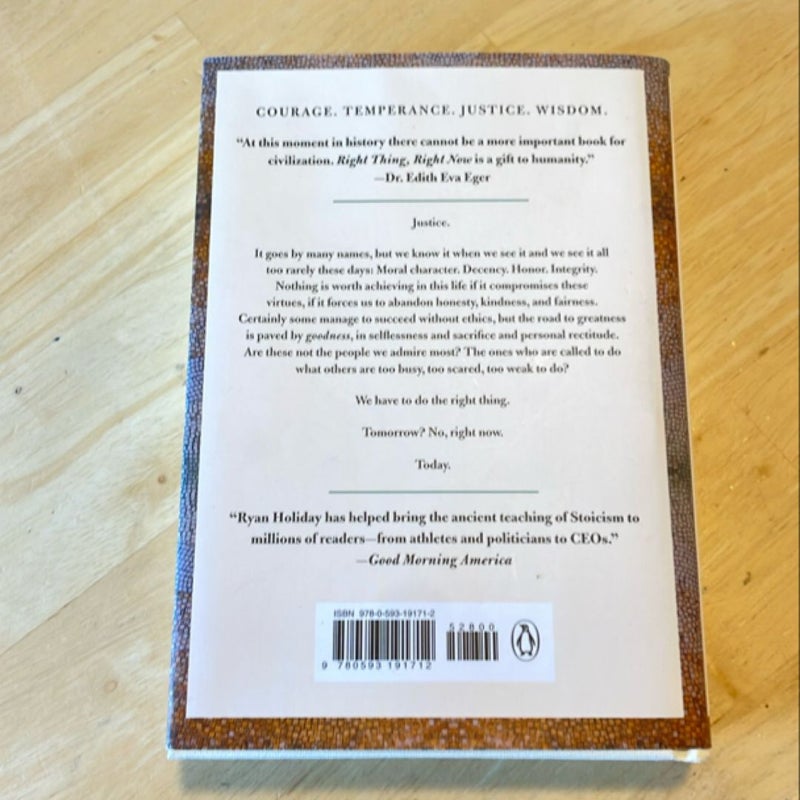 COURAGE. TEMPERANCE. JUSTICE. WISDOM.
“At this moment in history there cannot be a more important book for
civilization. Right Thing, Right Now is a gift to humanity.”
—Dr. Edith Eva Eger
Justice.
It goes by many names, but we know it when we see it and we see it all
too rarely these days: Moral character. Decency. Honor. Integrity.
Nothing is worth achieving in this life if it compromises these
virtues, if it forces us to abandon honesty, kindness, and fairness.
Certainly some manage to succeed without ethics, but the road to greatness
is paved by goodness, in selflessness and sacrifice and personal rectitude.
Are these not the people we admire most? The ones who are called to do
what others are too busy, too scared, too weak to do?
We have to do the right thing.
Tomorrow? No, right now.
Today.
“Ryan Holiday has helped bring the ancient teaching of Stoicism to
millions of readers—from athletes and politicians to CEOs.”
—Good Morning America
ISBN 978-0-593-19171-2
52800
9 780593 191712